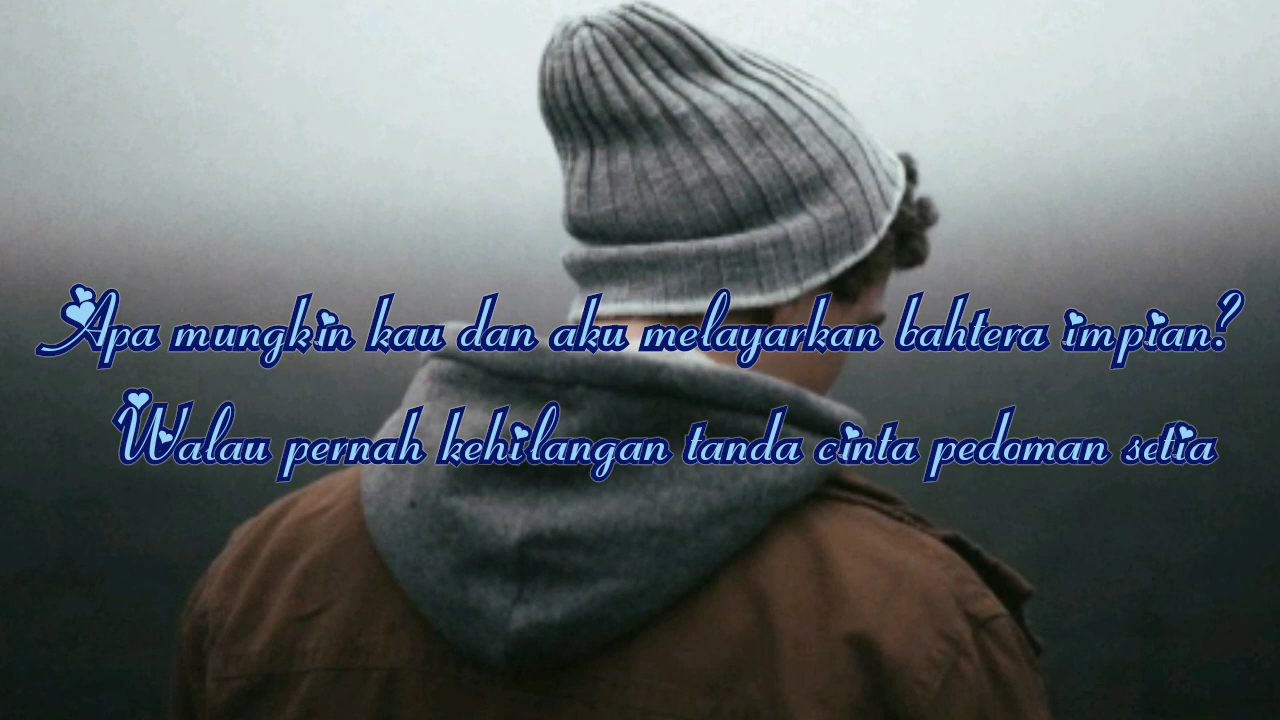 Apa mungkin kau dan aku melayarkan bahtera impian?
Walau pernah kehilangan tanda cinta pedoman setia